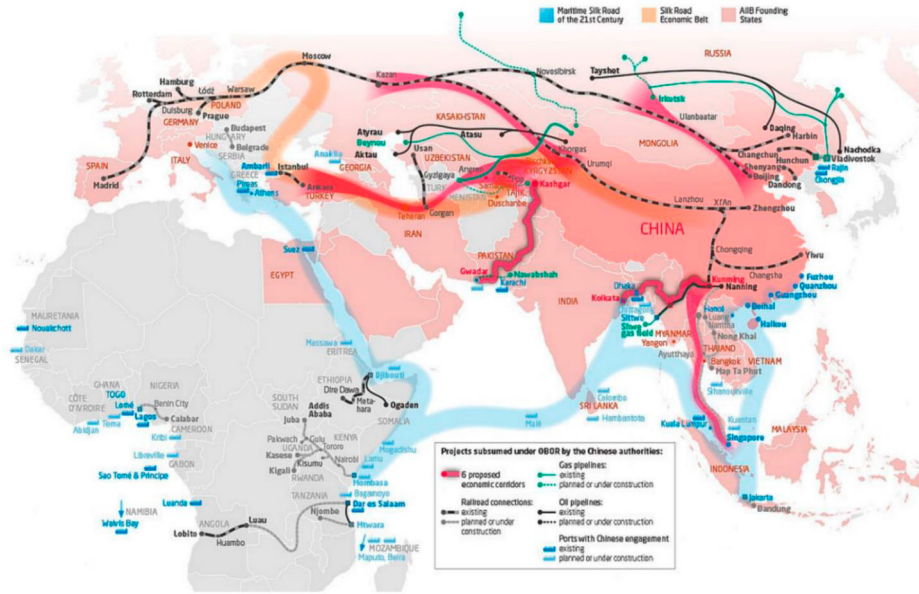 Maritime Silk Road
of the 21st Century
Silk Road
Economic Belt
AIIB Founding
States
RUSSIA
Moscow
Kazan
Novosibirsk
Tayshet
Irkutsk
Ulanbaatar
Nachodka
Daqing
Harbin
Changchun
Hunchun
Vladivostok
Shenyang
Rajin
Beijing
Dandong
Chongjin
Hamburg
Rotterdam
Łódź
Warsaw
POLAND
Duisburg
Prague
GERMANY
Budapest
HUNGARY
Belgrade
SERBIA
Venice
ITALY
SPAIN
Madrid
GREECE
Piräus
Athens
Ambarli
Istanbul
Ankara
TURKEY
Anaklia
GEORGIA
Atyrau
Beyneu
Aktau
Usan
Atasu
KASAKHSTAN
UZBEKISTAN
Gyzlgaya
Angren
Khorgas
Urumqi
MONGOLIA
KYRGYZSTAN
Kashgar
Duschanbe
Teheran
Gorgan
IRAN
Lanzhou
Xi'An
Zhengzhou
CHINA
Chongqing
Yiwu
Changsha
Fuzhou
Quanzhou
Guangzhou
Kunming
Nanning
Beihai
Haikou
Hanoi
PAKISTAN
Gwadar
Nawabshah
Karachi
INDIA
Dhaka
Kolkata
Chittagong
Sittwe
Shwe
gas field
MYANMAR
Yangon
Luang
Namtha
Nong Khai
THAILAND
VIETNAM
Ayutthaya
Bangkok
Map Ta Phut
Sihanoukville
Colombo
SRI LANKA
Hambantota
Malé
Kuala Lumpur
Kuantan
Singapore
MALAYSIA
INDONESIA
Jakarta
Bandung
Suez
EGYPT
MAURETANIA
Nouakchott
Dakar
SENEGAL
Massawa
ERITREA
Djibouti
ETHIOPIA
Dire Dawa
Meta-
hara
Ogaden
SOMALIA
Addis
Ababa
SOUTH
SUDAN
Juba
GHANA
TOGO
NIGERIA
CÔTE
D'IVOIRE
Lomé
Benin City
Lagos
Calabar
Abidjan
Tema
CAMEROON
Kribi
Libreville
GABON
Sao Tomé & Principe
Pakwach
Gulu
UGANDA
Tororo
KENYA
Kasese
Kisumu
Nairobi
Lamu
Mogadishu
Kigali
RWANDA
Mombasa
Bagamoyo
TANZANIA
Dar es Salaam
Luanda
NAMIBIA
Walvis Bay
ANGOLA
Luau
Lobito
Huambo
Njombe
Mtwara
MOZAMBIQUE
Maputo, Beira
Projects subsumed under OBOR by the Chinese authorities:
6 proposed
economic corridors
Railroad connections:
existing
planned or under
construction
Gas pipelines:
existing
planned or under construction
Oil pipelines:
existing
planned or under construction
Ports with Chinese engagement
existing
planned or under construction